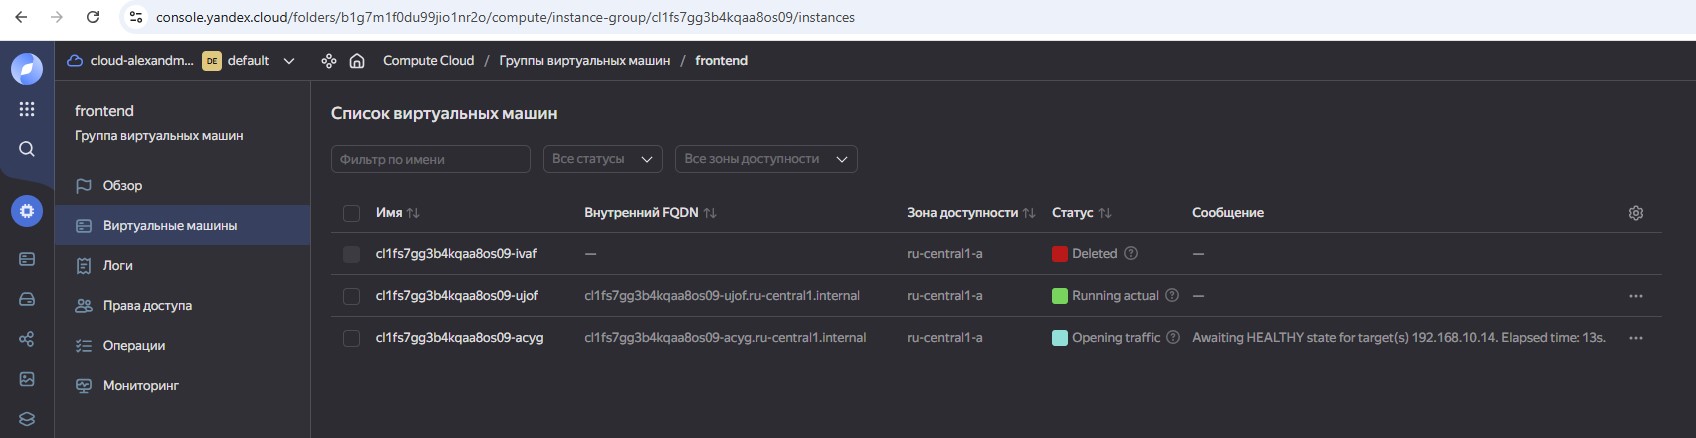 console.yandex.cloud/folders/b1g7m1f0du99jio1nr2o/compute/instance-group/cl1fs7gg3b4kqaa8os09/instances
cloud-alexandm... DE default Compute Cloud / Группы виртуальных машин / frontend
frontend
Группа виртуальных машин
Обзор
Виртуальные машины
Логи
Права доступа
Операции
Мониторинг
Список виртуальных машин
Фильтр по имени Все статусы Все зоны доступности
Имя Внутренний FQDN Зона доступности Статус Сообщение
cl1fs7gg3b4kqaa8os09-ivaf — ru-central1-a Deleted —
cl1fs7gg3b4kqaa8os09-ujof cl1fs7gg3b4kqaa8os09-ujof.ru-central1.internal ru-central1-a Running actual —
cl1fs7gg3b4kqaa8os09-acyg cl1fs7gg3b4kqaa8os09-acyg.ru-central1.internal ru-central1-a Opening traffic Awaiting HEALTHY state for target(s) 192.168.10.14. Elapsed time: 13s.